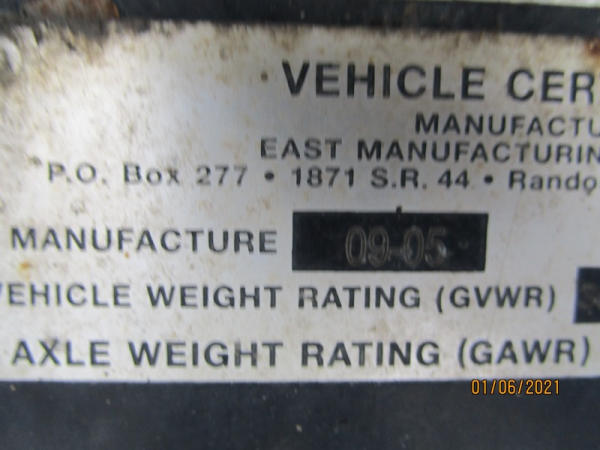 VEHICLE CER
MANUFACTU
EAST MANUFACTURIN
P.O. Box 277 • 1871 S.R. 44 • Rando
MANUFACTURE 09-05
VEHICLE WEIGHT RATING (GVWR)
AXLE WEIGHT RATING (GAWR)
01/06/2021